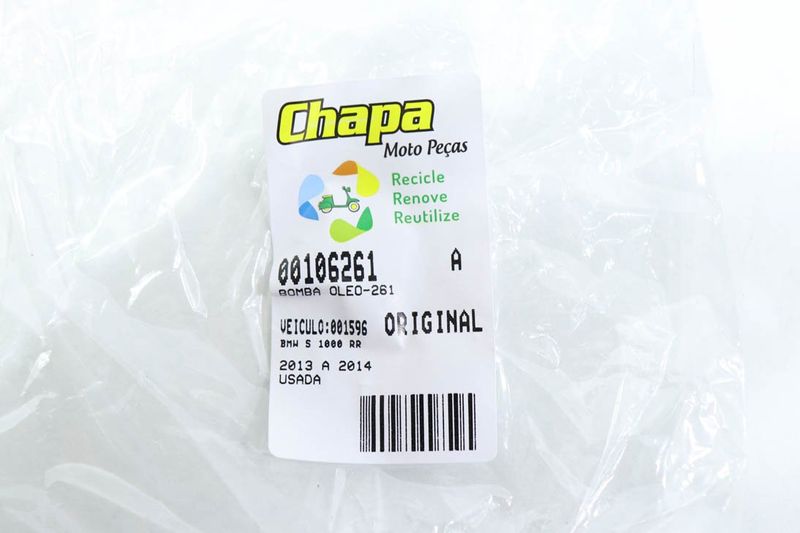 Chapa
Moto Peças
Recicle
Renove
Reutilize
00106261 A
BOMBA OLEO-261
VEICULO:001596 ORIGINAL
BMW S 1000 RR
2013 A 2014
USADA